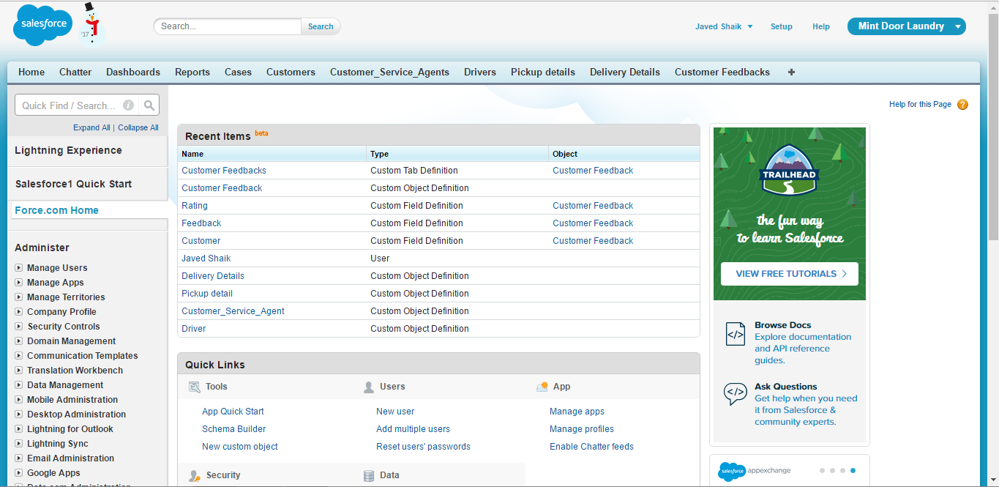 salesforce
'17
Search...
Search
Javed Shaik
Setup
Help
Mint Door Laundry
Home
Chatter
Dashboards
Reports
Cases
Customers
Customer_Service_Agents
Drivers
Pickup details
Delivery Details
Customer Feedbacks
+
Quick Find / Search...
i
Expand All | Collapse All
Lightning Experience
Salesforce1 Quick Start
Force.com Home
Administer
Manage Users
Manage Apps
Manage Territories
Company Profile
Security Controls
Domain Management
Communication Templates
Translation Workbench
Data Management
Mobile Administration
Desktop Administration
Lightning for Outlook
Lightning Sync
Email Administration
Google Apps
Data.com Administration
Help for this Page ?
Recent Items beta
Name Type Object
Customer Feedbacks Custom Tab Definition Customer Feedback
Customer Feedback Custom Object Definition
Rating Custom Field Definition Customer Feedback
Feedback Custom Field Definition Customer Feedback
Customer Custom Field Definition Customer Feedback
Javed Shaik User
Delivery Details Custom Object Definition
Pickup detail Custom Object Definition
Customer_Service_Agent Custom Object Definition
Driver Custom Object Definition
Quick Links
Tools Users App
App Quick Start New user Manage apps
Schema Builder Add multiple users Manage profiles
New custom object Reset users' passwords Enable Chatter feeds
Security Data
TRAILHEAD
the fun way
to learn Salesforce
VIEW FREE TUTORIALS
</>
Browse Docs
Explore documentation
and API reference
guides.
</>
Ask Questions
Get help when you need
it from Salesforce &
community experts.
salesforce appexchange